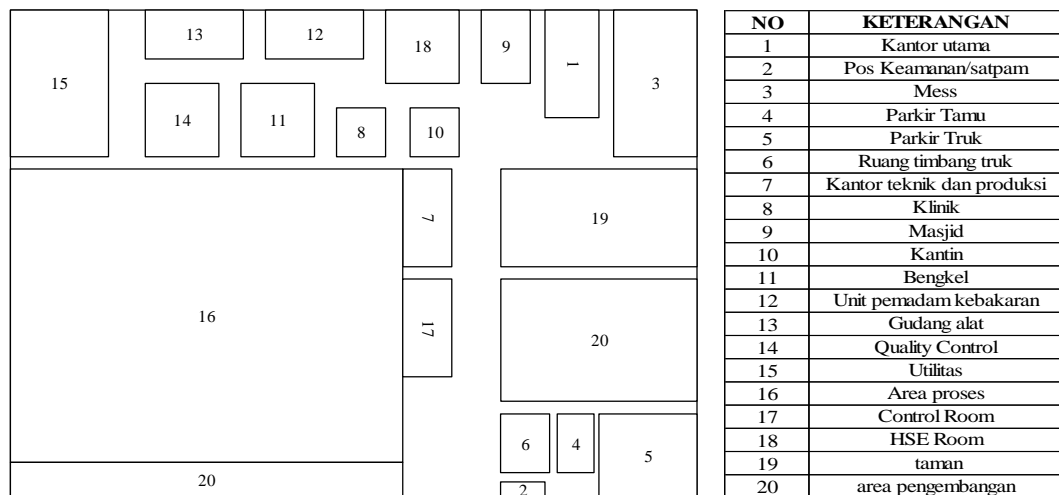 13
12
18
9
1
15
3
14
11
8
10
7
19
16
17
20
6
4
5
20
2
NO KETERANGAN
1 Kantor utama
2 Pos Keamanan/satpam
3 Mess
4 Parkir Tamu
5 Parkir Truk
6 Ruang timbang truk
7 Kantor teknik dan produksi
8 Klinik
9 Masjid
10 Kantin
11 Bengkel
12 Unit pemadam kebakaran
13 Gudang alat
14 Quality Control
15 Utilitas
16 Area proses
17 Control Room
18 HSE Room
19 taman
20 area pengembangan